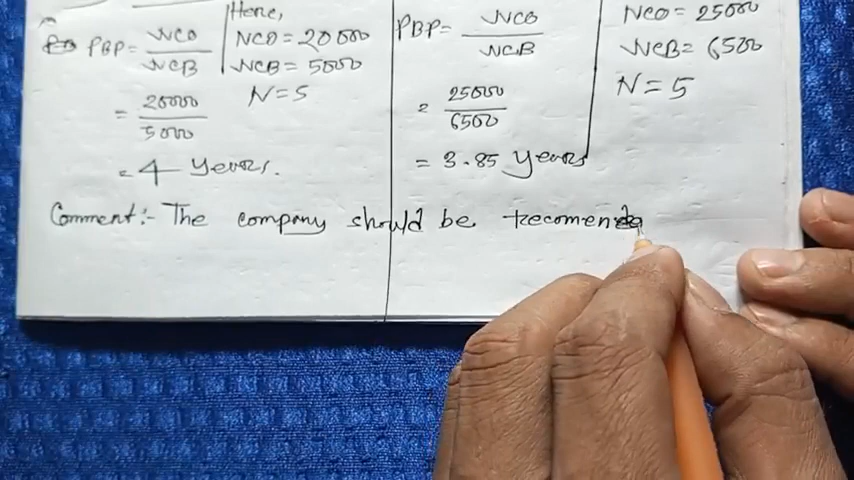 PBP = NCO / NCB
Here,
NCO = 20000
NCB = 5000
N = 5
= 20000 / 5000
= 4 Years.
PBP = NCO / NCB
NCO = 25000
NCB = 6500
N = 5
= 25000 / 6500
= 3.85 Years
Comment:- The company should be